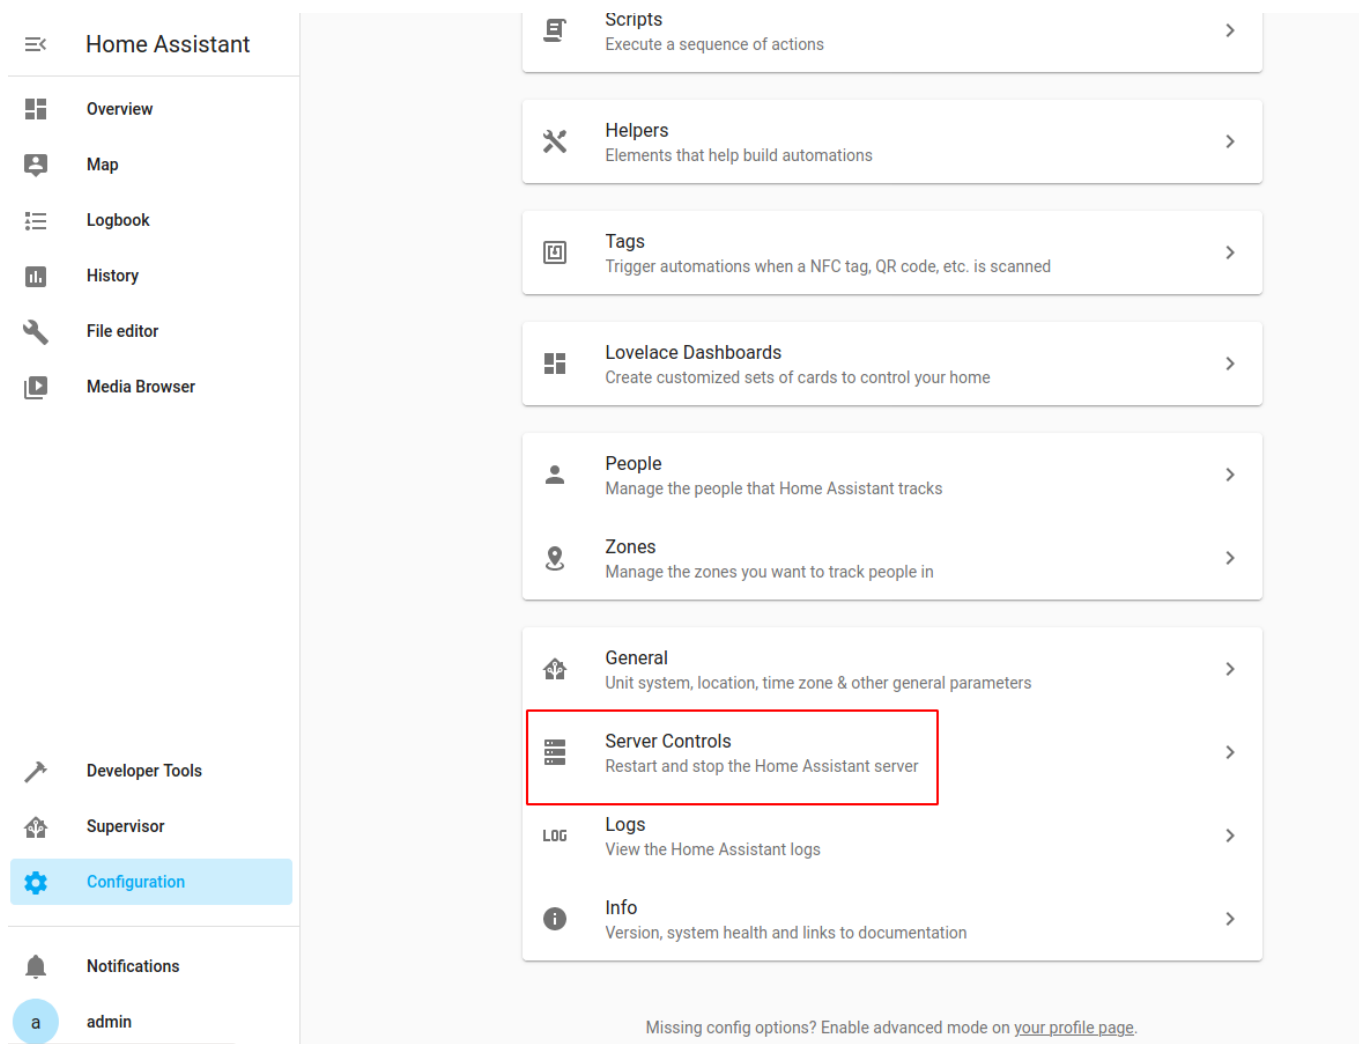 Home Assistant
Overview
Map
Logbook
History
File editor
Media Browser
Developer Tools
Supervisor
Configuration
Notifications
a
admin
Scripts
Execute a sequence of actions
Helpers
Elements that help build automations
Tags
Trigger automations when a NFC tag, QR code, etc. is scanned
Lovelace Dashboards
Create customized sets of cards to control your home
People
Manage the people that Home Assistant tracks
Zones
Manage the zones you want to track people in
General
Unit system, location, time zone & other general parameters
Server Controls
Restart and stop the Home Assistant server
LOG
Logs
View the Home Assistant logs
Info
Version, system health and links to documentation
Missing config options? Enable advanced mode on your profile page.